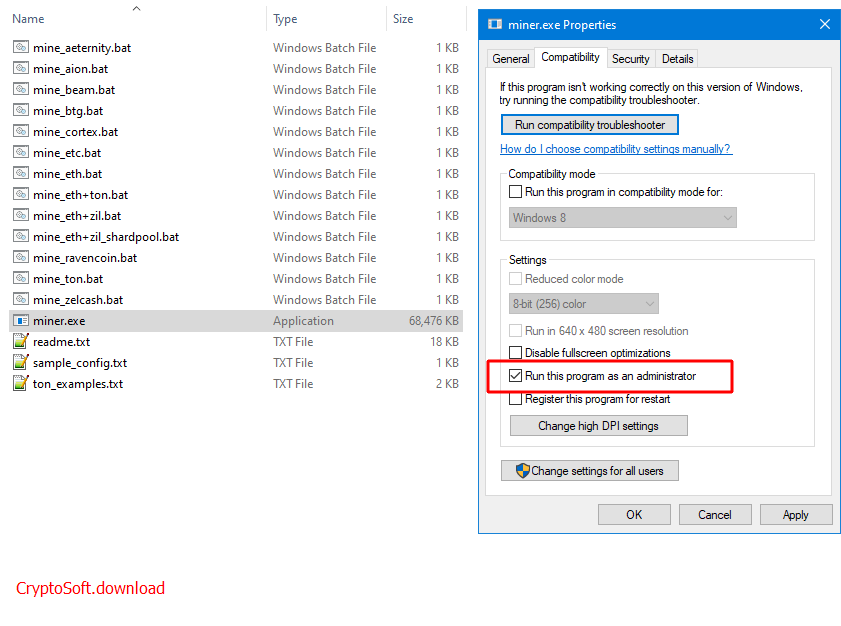 Name Type Size
mine_aeternity.bat Windows Batch File 1 KB
mine_aion.bat Windows Batch File 1 KB
mine_beam.bat Windows Batch File 1 KB
mine_btg.bat Windows Batch File 1 KB
mine_cortex.bat Windows Batch File 1 KB
mine_etc.bat Windows Batch File 1 KB
mine_eth.bat Windows Batch File 1 KB
mine_eth+ton.bat Windows Batch File 1 KB
mine_eth+zil.bat Windows Batch File 1 KB
mine_eth+zil_shardpool.bat Windows Batch File 1 KB
mine_ravencoin.bat Windows Batch File 1 KB
mine_ton.bat Windows Batch File 1 KB
mine_zelcash.bat Windows Batch File 1 KB
miner.exe Application 68,476 KB
readme.txt TXT File 18 KB
sample_config.txt TXT File 1 KB
ton_examples.txt TXT File 2 KB
miner.exe Properties
General Compatibility Security Details
If this program isn't working correctly on this version of Windows,
try running the compatibility troubleshooter.
Run compatibility troubleshooter
How do I choose compatibility settings manually?
Compatibility mode
Run this program in compatibility mode for:
Windows 8
Settings
Reduced color mode
8-bit (256) color
Run in 640 x 480 screen resolution
Disable fullscreen optimizations
Run this program as an administrator
Register this program for restart
Change high DPI settings
Change settings for all users
OK Cancel Apply
CryptoSoft.download